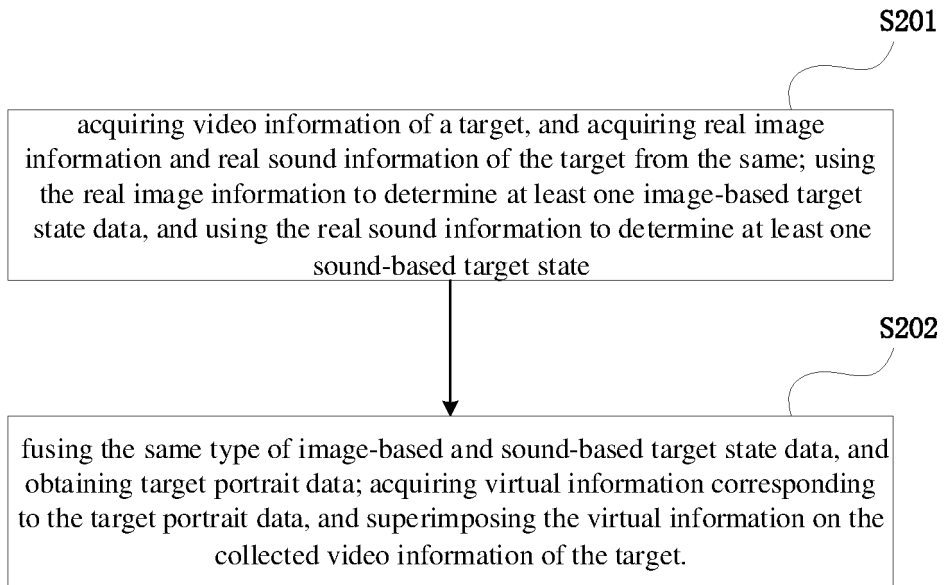 S201
acquiring video information of a target, and acquiring real image
information and real sound information of the target from the same; using
the real image information to determine at least one image-based target
state data, and using the real sound information to determine at least one
sound-based target state
S202
fusing the same type of image-based and sound-based target state data, and
obtaining target portrait data; acquiring virtual information corresponding
to the target portrait data, and superimposing the virtual information on the
collected video information of the target.